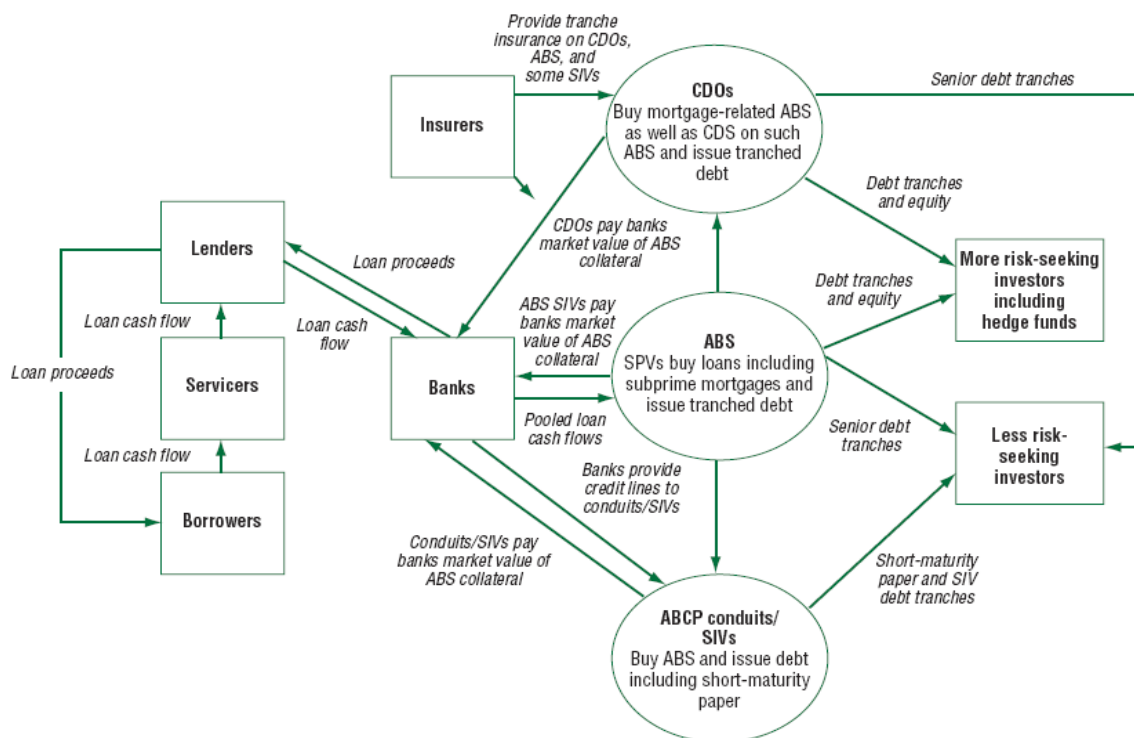 Provide tranche
insurance on CDOs,
ABS, and
some SIVs
Insurers
CDOs
Buy mortgage-related ABS
as well as CDS on such
ABS and issue tranched
debt
Senior debt tranches
Debt tranches
and equity
CDOs pay banks
market value of ABS
collateral
Lenders
Loan proceeds
More risk-seeking
investors
including
hedge funds
Debt tranches
and equity
ABS SIVs pay
banks market
value of ABS
collateral
Loan cash flow
Loan cash
flow
ABS
SPVs buy loans including
subprime mortgages and
issue tranched debt
Loan proceeds
Servicers
Banks
Pooled loan
cash flows
Senior debt
tranches
Less risk-
seeking
investors
Loan cash flow
Banks provide
credit lines to
conduits/SIVs
Borrowers
Conduits/SIVs pay
banks market value of
ABS collateral
Short-maturity
paper and SIV
debt tranches
ABCP conduits/
SIVs
Buy ABS and issue debt
including short-maturity
paper